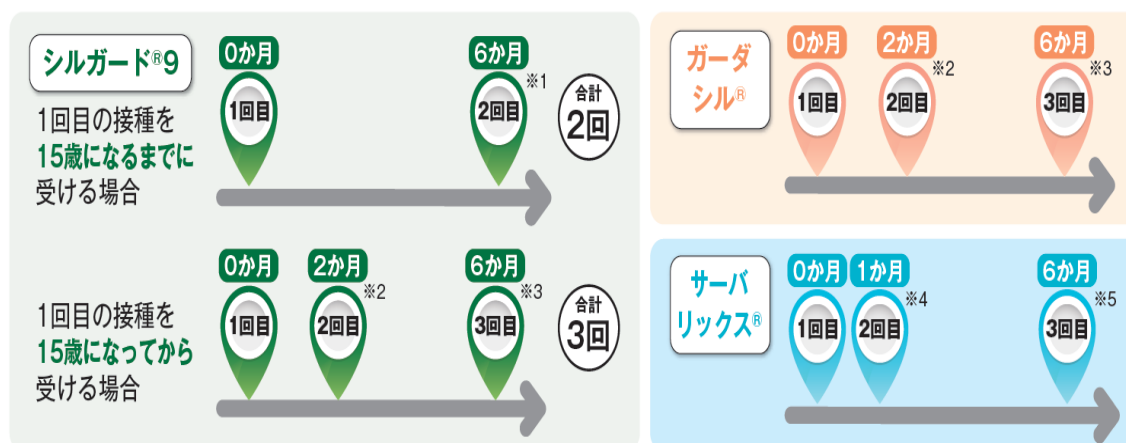 シルガード®9
1回目の接種を
15歳になるまでに
受ける場合
0か月
1回目
6か月
※1
2回目
合計
2回
1回目の接種を
15歳になってから
受ける場合
0か月
1回目
2か月
※2
2回目
6か月
※3
3回目
合計
3回
ガーダ
シル®
0か月
1回目
2か月
※2
2回目
6か月
※3
3回目
サーバ
リックス®
0か月
1回目
1か月
※4
2回目
6か月
※5
3回目